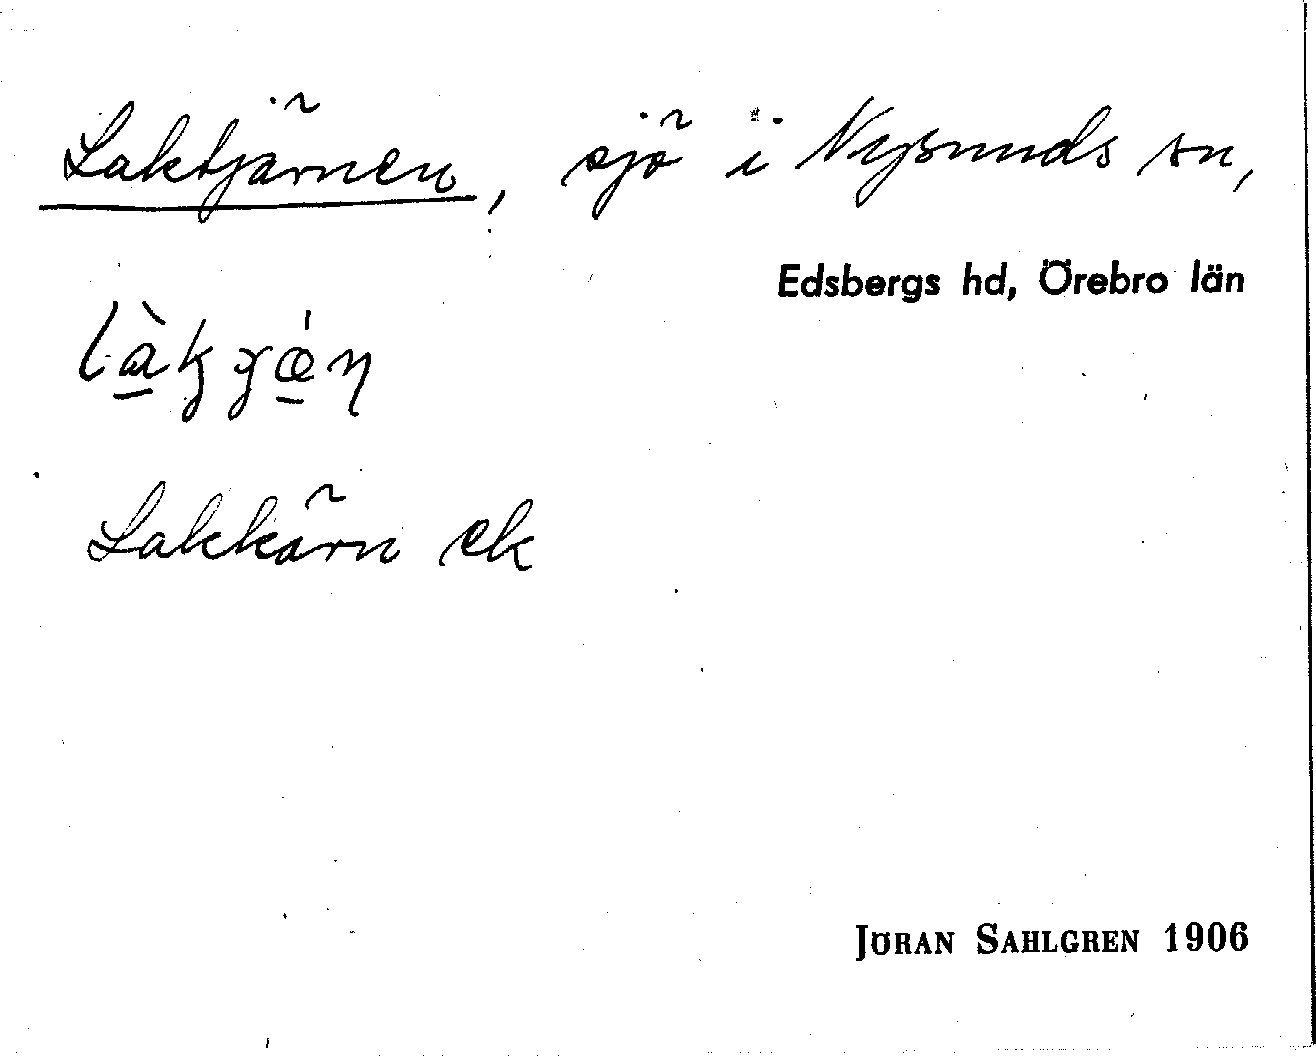 Laktjärnen, sjö i Nysunds sn,
Edsbergs hd, Örebro län
Lakkärn ek
JÖRAN SAHLGREN 1906